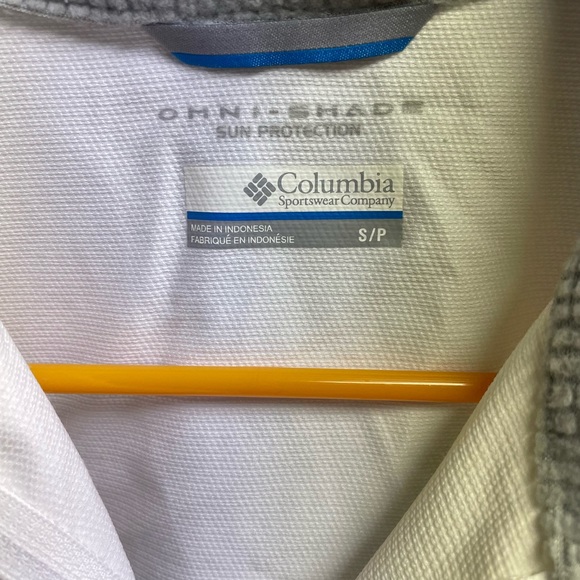 OMNI-SHADE
SUN PROTECTION
Columbia
Sportswear Company
MADE IN INDONESIA
FABRIQUÉ EN INDONÉSIE
S/P